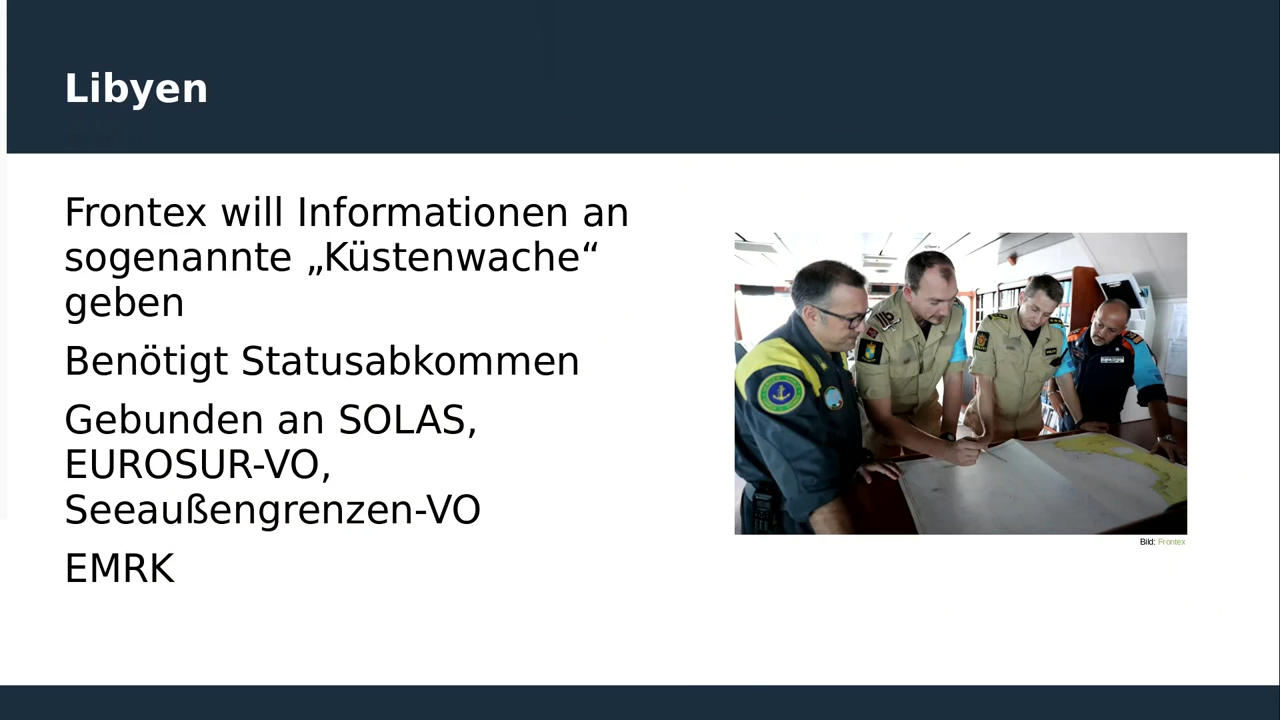 Libyen
Frontex will Informationen an
sogenannte „Küstenwache“
geben
Benötigt Statusabkommen
Gebunden an SOLAS,
EUROSUR-VO,
Seeaußengrenzen-VO
EMRK
Bild: Frontex